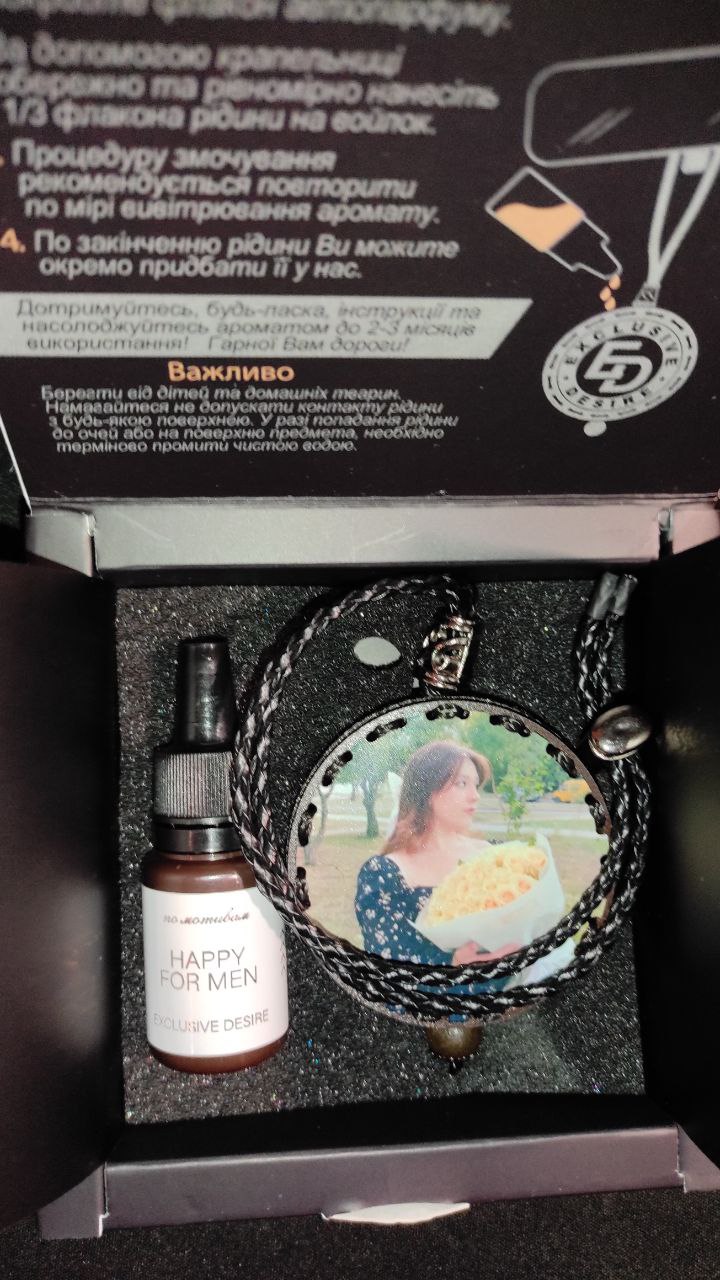 флакон автопарфуму.
За допомогою крапельниці
обережно та рівномірно нанесіть
1/3 флакона рідини на войлок.
Процедуру змочування
рекомендується повторити
по мірі вивітрювання аромату.
4. По закінченню рідини Ви можите
окремо придбати її у нас.
Дотримуйтесь, будь-ласка, інструкції та
насолоджуйтесь ароматом до 2-3 місяців
використання! Гарної Вам дороги!
Важливо
Берегти від дітей та домашніх тварин.
Намагайтеся не допускати контакту рідини
з будь-якою поверхнею. У разі попадання рідини
до очей або на поверхню предмета, необхідно
терміново промити чистою водою.
EXCLUSIVE
ED
DESIRE
по мотивам
HAPPY
FOR MEN
EXCLUSIVE DESIRE